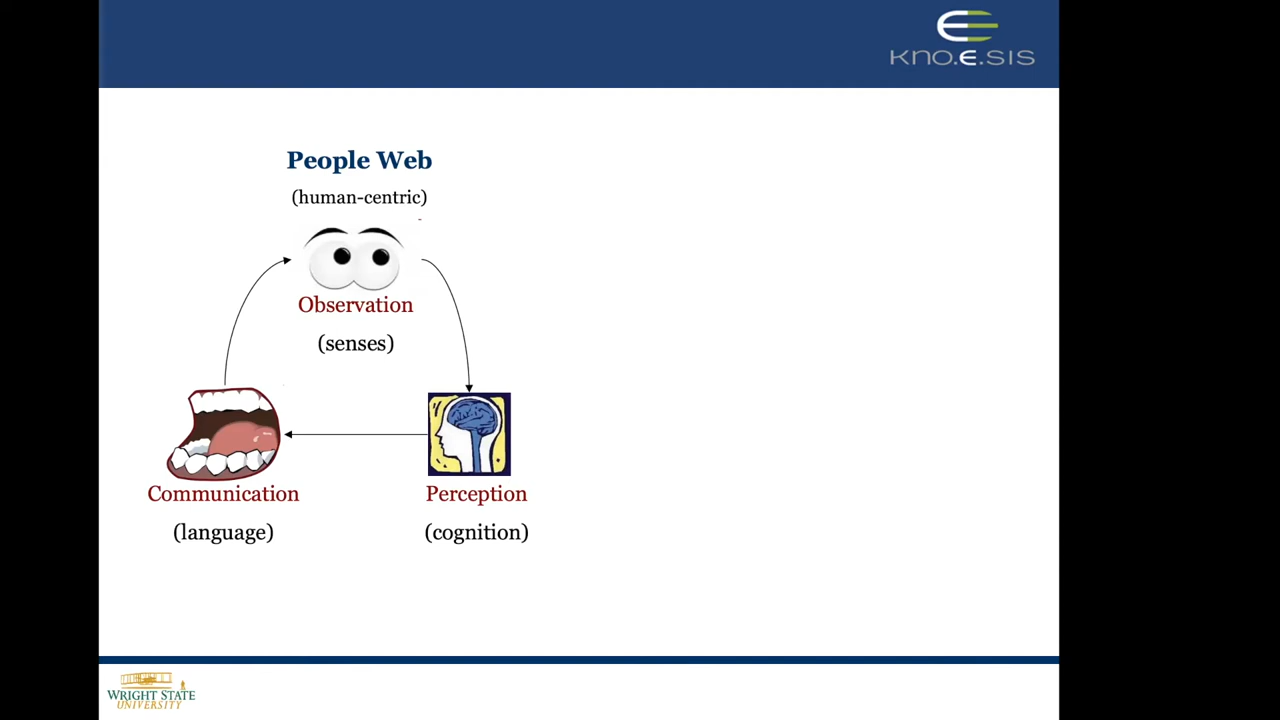 KNO.E.SIS
People Web
(human-centric)
Observation
(senses)
Communication
(language)
Perception
(cognition)
WRIGHT STATE
UNIVERSITY